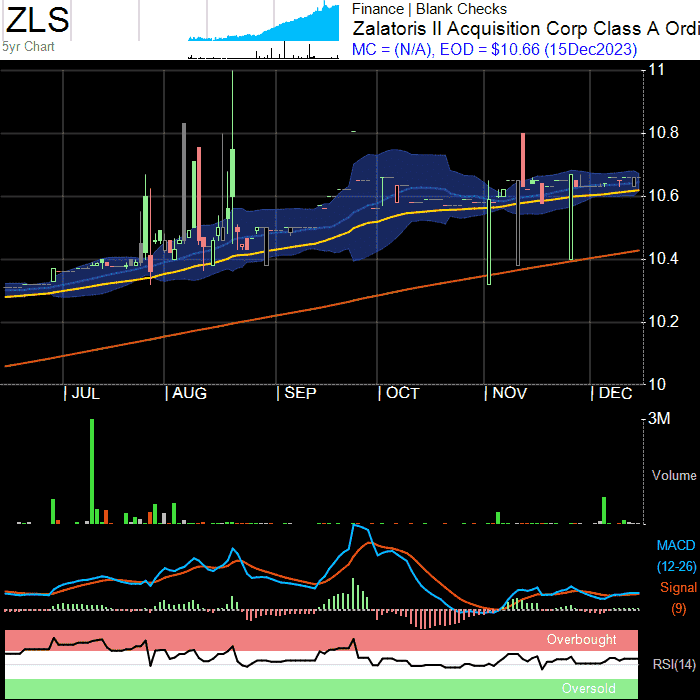 ZLS
5yr Chart
Finance | Blank Checks
Zalatoris II Acquisition Corp Class A Ordi
MC = (N/A), EOD = $10.66 (15Dec2023)
11
10.8
10.6
10.4
10.2
10
| JUL | AUG | SEP | OCT | NOV | DEC
3M
Volume
MACD
(12-26)
Signal
(9)
Overbought
RSI(14)
Oversold